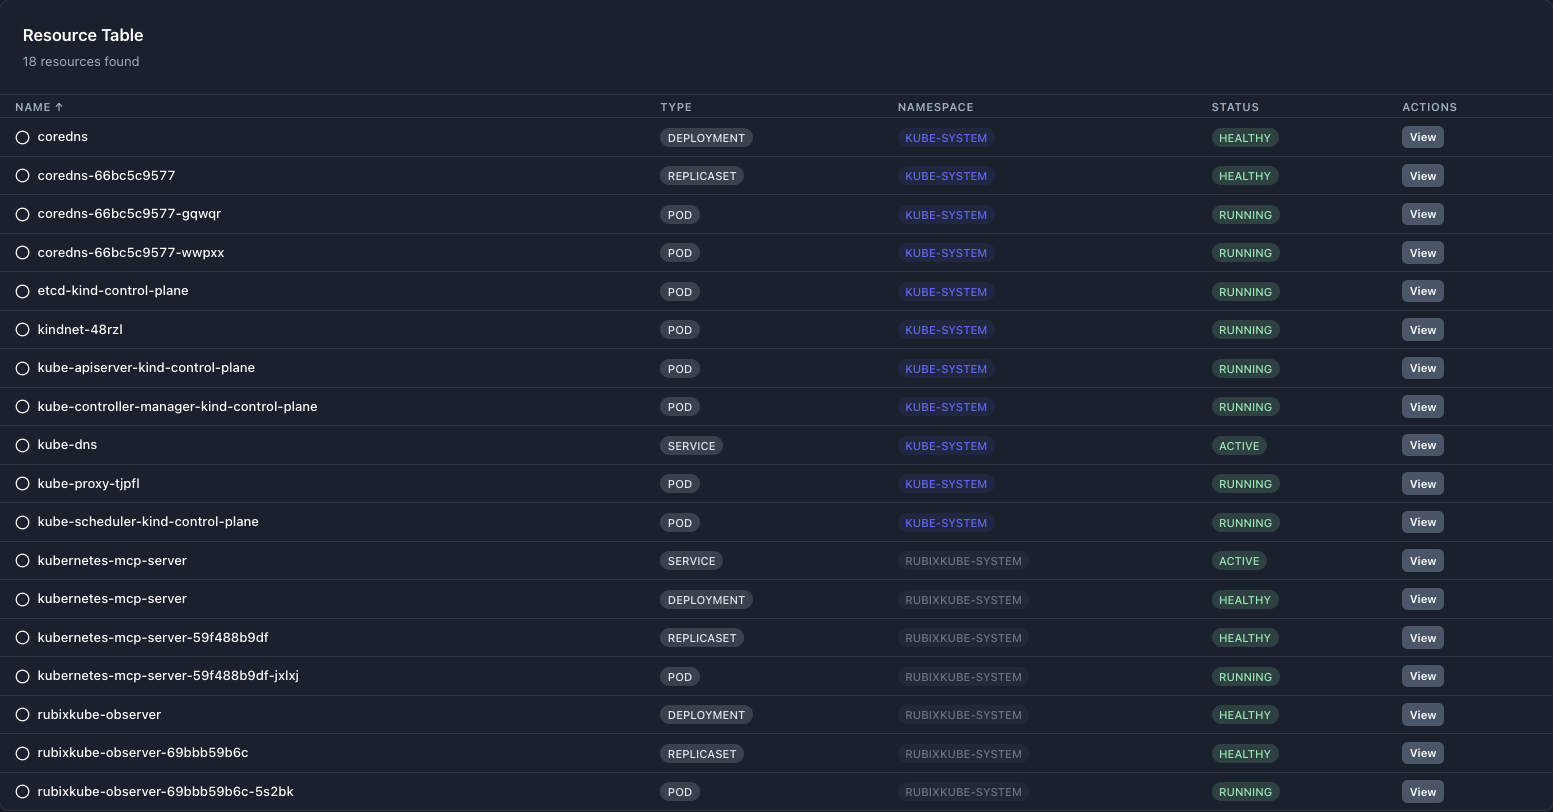 Resource Table
18 resources found
NAME ↑ TYPE NAMESPACE STATUS ACTIONS
coredns DEPLOYMENT KUBE-SYSTEM HEALTHY View
coredns-66bc5c9577 REPLICASET KUBE-SYSTEM HEALTHY View
coredns-66bc5c9577-gqwqr POD KUBE-SYSTEM RUNNING View
coredns-66bc5c9577-wwpxx POD KUBE-SYSTEM RUNNING View
etcd-kind-control-plane POD KUBE-SYSTEM RUNNING View
kindnet-48rzl POD KUBE-SYSTEM RUNNING View
kube-apiserver-kind-control-plane POD KUBE-SYSTEM RUNNING View
kube-controller-manager-kind-control-plane POD KUBE-SYSTEM RUNNING View
kube-dns SERVICE KUBE-SYSTEM ACTIVE View
kube-proxy-tjpfl POD KUBE-SYSTEM RUNNING View
kube-scheduler-kind-control-plane POD KUBE-SYSTEM RUNNING View
kubernetes-mcp-server SERVICE RUBIXKUBE-SYSTEM ACTIVE View
kubernetes-mcp-server DEPLOYMENT RUBIXKUBE-SYSTEM HEALTHY View
kubernetes-mcp-server-59f488b9df REPLICASET RUBIXKUBE-SYSTEM HEALTHY View
kubernetes-mcp-server-59f488b9df-jxlxj POD RUBIXKUBE-SYSTEM RUNNING View
rubixkube-observer DEPLOYMENT RUBIXKUBE-SYSTEM HEALTHY View
rubixkube-observer-69bbb59b6c REPLICASET RUBIXKUBE-SYSTEM HEALTHY View
rubixkube-observer-69bbb59b6c-5s2bk POD RUBIXKUBE-SYSTEM RUNNING View